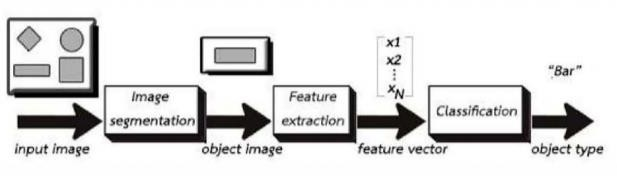 x1
x2
⋮
xN
"Bar"
Image
segmentation
Feature
extraction
Classification
input image
object image
feature vector
object type